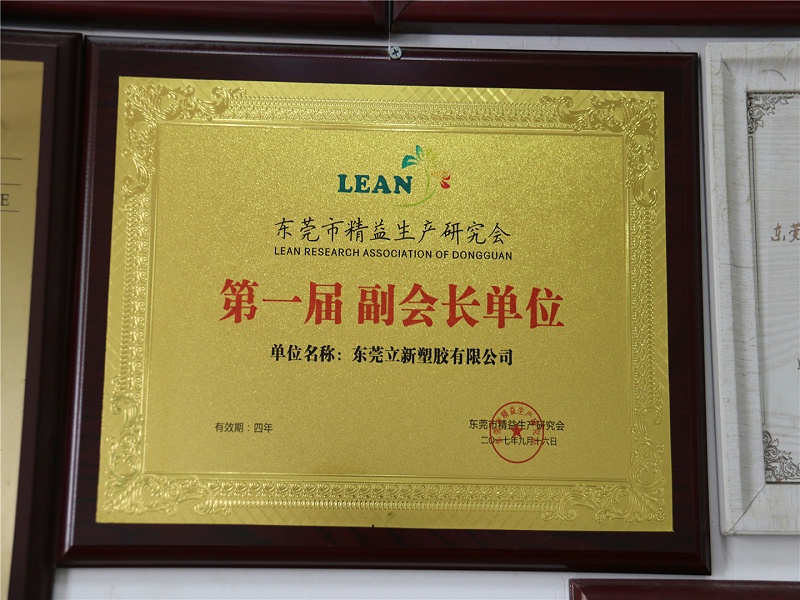 LEAN
东莞市精益生产研究会
LEAN RESEARCH ASSOCIATION OF DONGGUAN
第一届 副会长单位
单位名称：东莞立新塑胶有限公司
有效期：四年
东莞市精益生产研究会
二〇一七年九月十六日
E
东莞